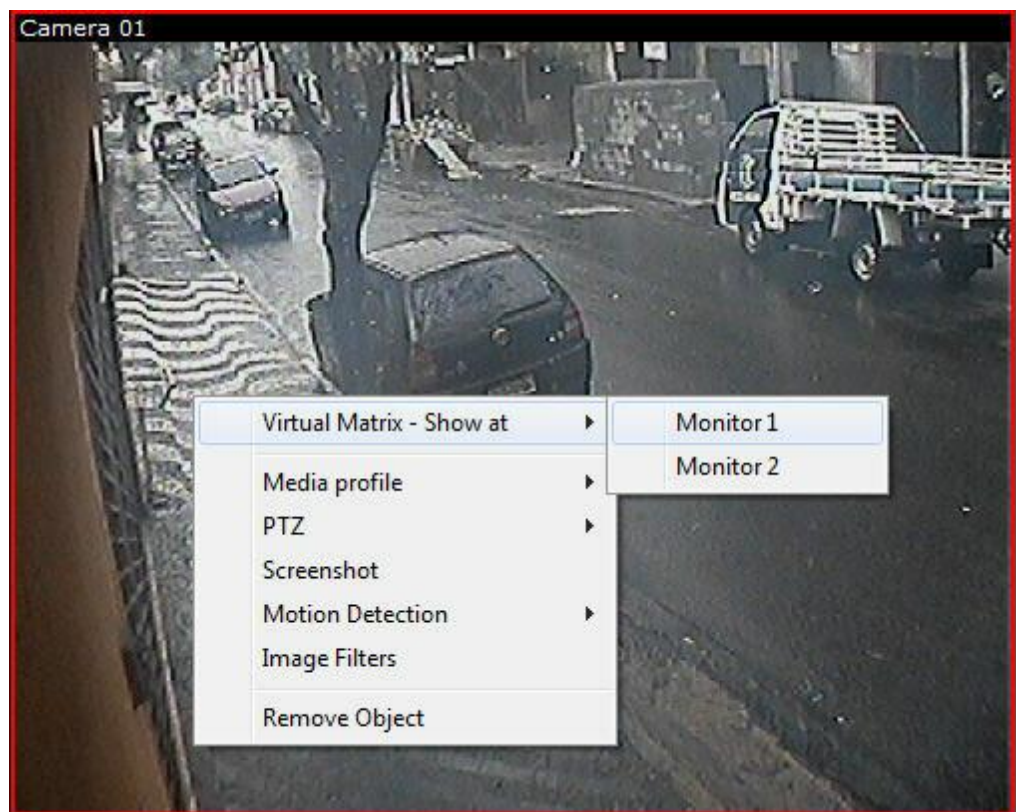 Camera 01
Virtual Matrix - Show at
Monitor 1
Monitor 2
Media profile
PTZ
Screenshot
Motion Detection
Image Filters
Remove Object